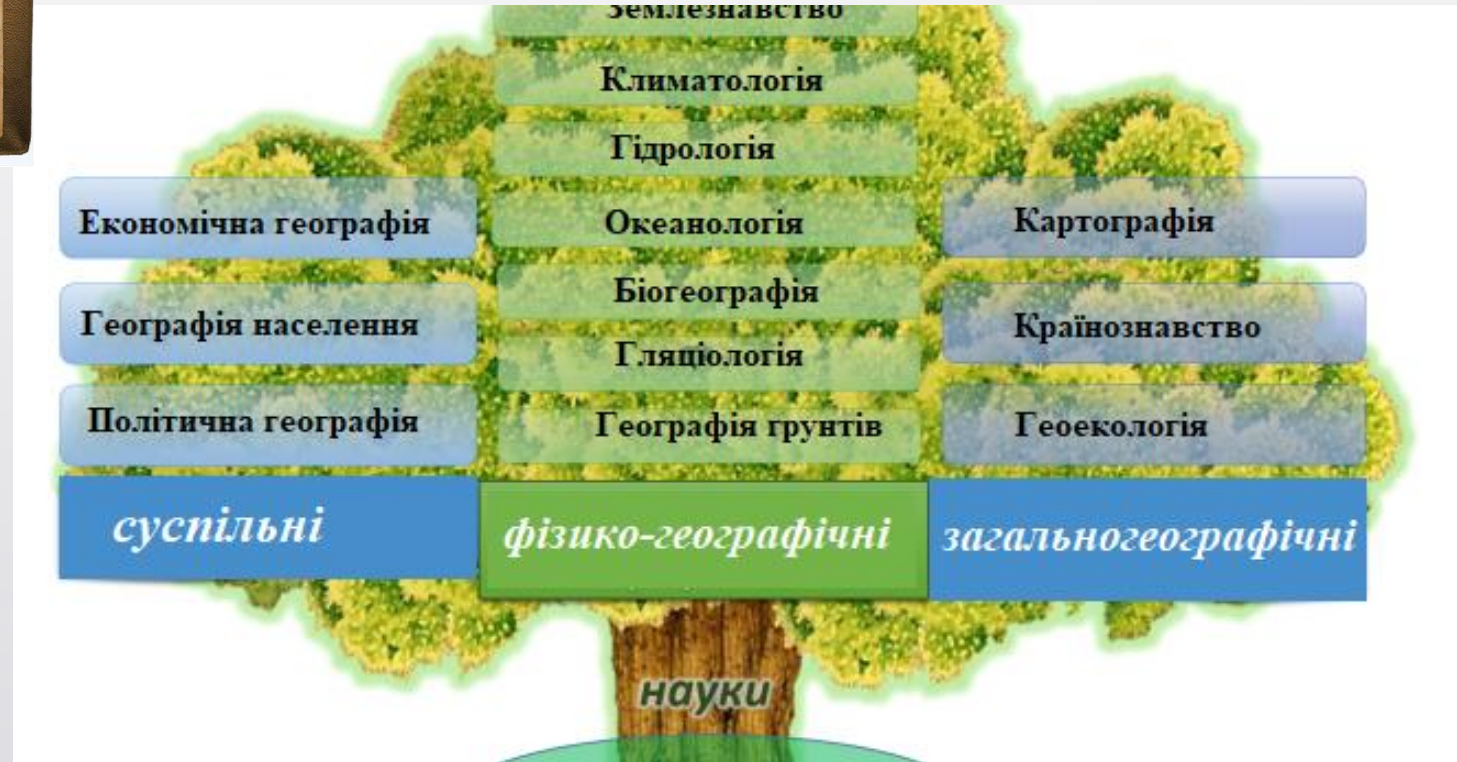 Землезнавство
Климатологія
Гідрологія
Океанологія
Біогеографія
Гляціологія
Географія грунтів
Економічна географія
Географія населення
Політична географія
Картографія
Країнознавство
Геоекологія
суспільні
фізико-географічні
загальногеографічні
науки